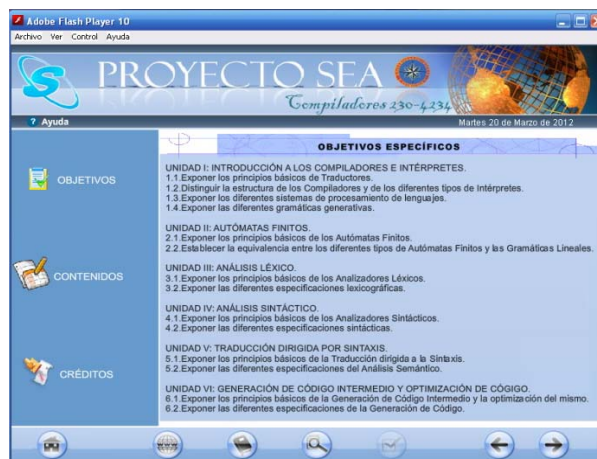 Adobe Flash Player 10
Archivo Ver Control Ayuda
S
PROYECTO SEA
Compiladores 230-4234
? Ayuda
Martes 20 de Marzo de 2012
OBJETIVOS
CONTENIDOS
CRÉDITOS
OBJETIVOS ESPECÍFICOS
UNIDAD I: INTRODUCCIÓN A LOS COMPILADORES E INTÉRPRETES.
1.1.Exponer los principios básicos de Traductores.
1.2.Distinguir la estructura de los Compiladores y de los diferentes tipos de Intérpretes.
1.3.Exponer los diferentes sistemas de procesamiento de lenguajes.
1.4.Exponer las diferentes gramáticas generativas.
UNIDAD II: AUTÓMATAS FINITOS.
2.1.Exponer los principios básicos de los Autómatas Finitos.
2.2.Establecer la equivalencia entre los diferentes tipos de Autómatas Finitos y las Gramáticas Lineales.
UNIDAD III: ANÁLISIS LÉXICO.
3.1.Exponer los principios básicos de los Analizadores Léxicos.
3.2.Exponer las diferentes especificaciones lexicográficas.
UNIDAD IV: ANÁLISIS SINTÁCTICO.
4.1.Exponer los principios básicos de los Analizadores Sintácticos.
4.2.Exponer las diferentes especificaciones sintácticas.
UNIDAD V: TRADUCCIÓN DIRIGIDA POR SINTAXIS.
5.1.Exponer los principios básicos de la Traducción dirigida a la Sintaxis.
5.2.Exponer las diferentes especificaciones del Análisis Semántico.
UNIDAD VI: GENERACIÓN DE CÓDIGO INTERMEDIO Y OPTIMIZACIÓN DE CÓGIGO.
6.1.Exponer los principios básicos de la Generación de Código Intermedio y la optimización del mismo.
6.2.Exponer las diferentes especificaciones de la Generación de Código.